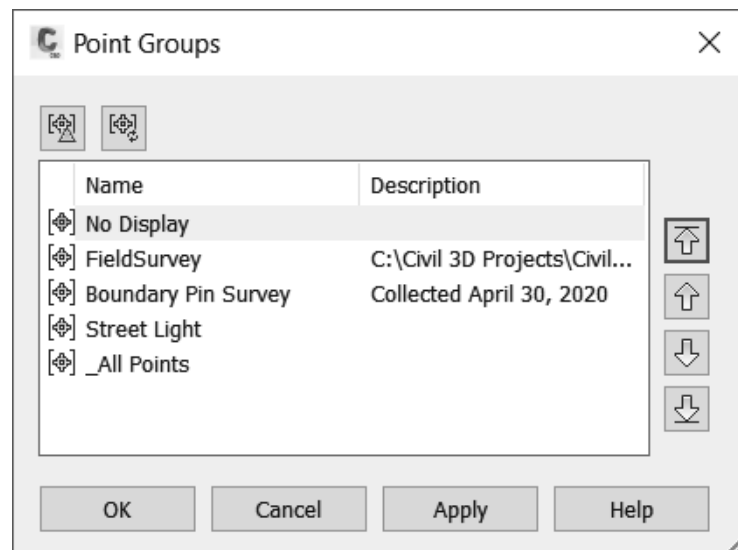 Point Groups
Name Description
No Display
FieldSurvey C:\Civil 3D Projects\Civil...
Boundary Pin Survey Collected April 30, 2020
Street Light
_All Points
OK Cancel Apply Help